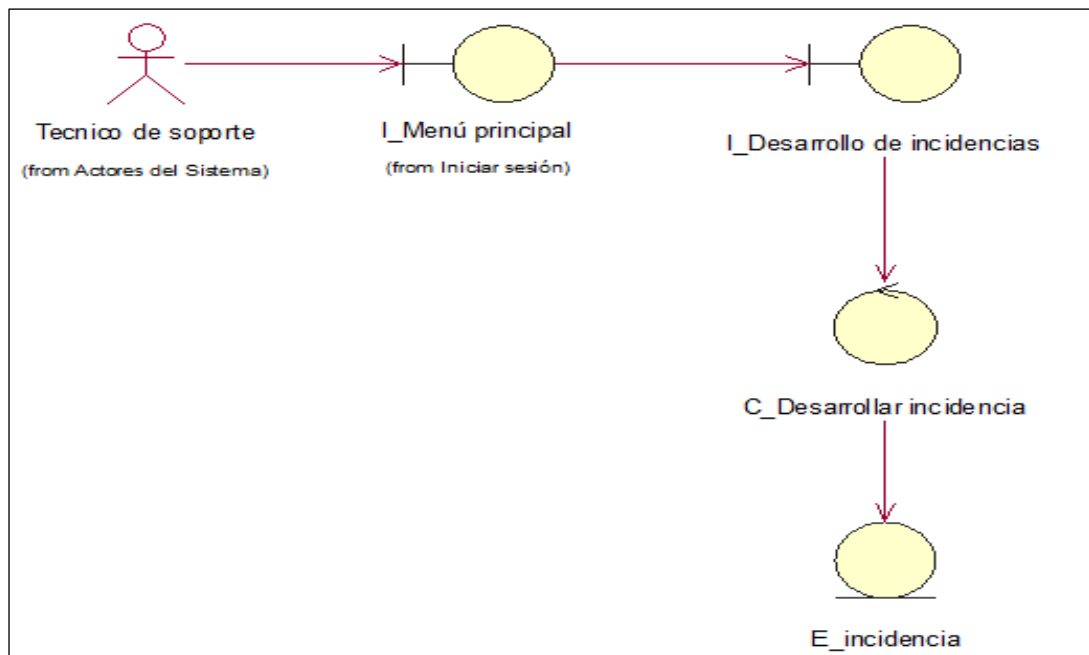 Tecnico de soporte
(from Actores del Sistema)
I_Menú principal
(from Iniciar sesión)
I_Desarrollo de incidencias
C_Desarrollar incidencia
E_incidencia